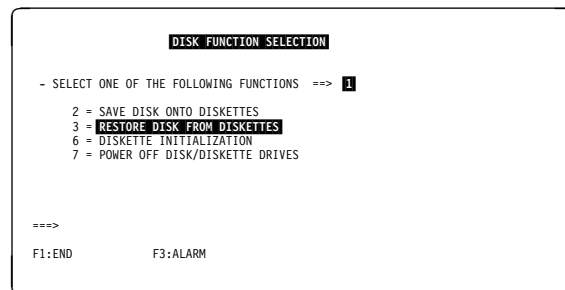 DISK FUNCTION SELECTION
- SELECT ONE OF THE FOLLOWING FUNCTIONS ==> 1
2 = SAVE DISK ONTO DISKETTES
3 = RESTORE DISK FROM DISKETTES
6 = DISKETTE INITIALIZATION
7 = POWER OFF DISK/DISKETTE DRIVES
===>
F1:END F3:ALARM